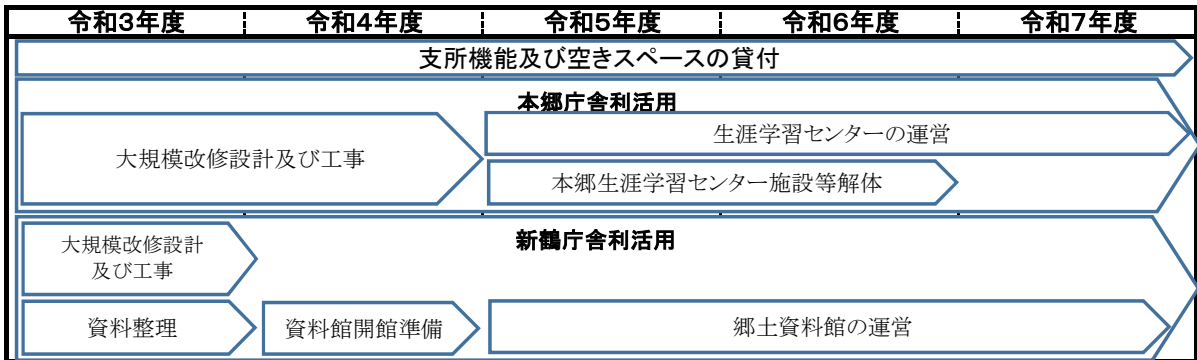 令和3年度 令和4年度 令和5年度 令和6年度 令和7年度
支所機能及び空きスペースの貸付
本郷庁舎利活用
大規模改修設計及び工事
生涯学習センターの運営
本郷生涯学習センター施設等解体
新鶴庁舎利活用
大規模改修設計
及び工事
資料整理
資料館開館準備
郷土資料館の運営